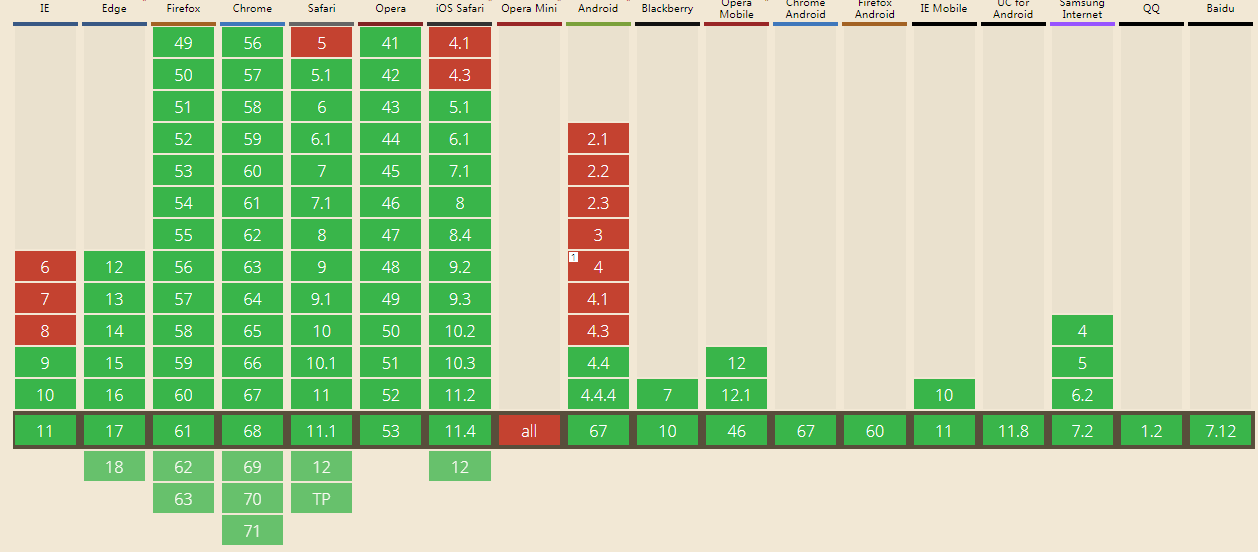 IE Edge Firefox Chrome Safari Opera iOS Safari Opera Mini Android Blackberry Opera Mobile Chrome Android Firefox Android IE Mobile UC for Android Samsung Internet QQ Baidu
49 56 5 41 4.1
50 57 5.1 42 4.3
51 58 6 43 5.1
52 59 6.1 44 6.1 2.1
53 60 7 45 7.1 2.2
54 61 7.1 46 8 2.3
55 62 8 47 8.4 3
6 12 56 63 9 48 9.2 1 4
7 13 57 64 9.1 49 9.3 4.1
8 14 58 65 10 50 10.2 4.3 4
9 15 59 66 10.1 51 10.3 4.4 12 5
10 16 60 67 11 52 11.2 4.4.4 7 12.1 10 6.2
11 17 61 68 11.1 53 11.4 all 67 10 46 67 60 11 11.8 7.2 1.2 7.12
18 62 69 12 12
63 70 TP
71